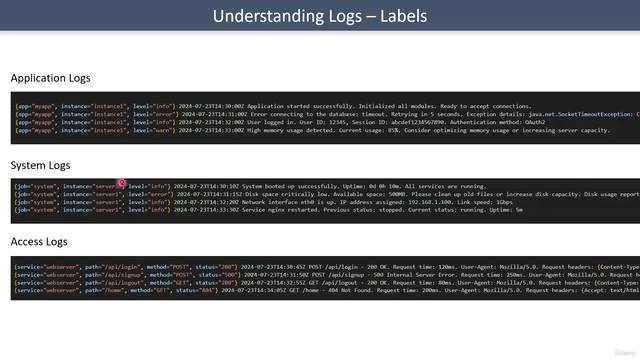 Understanding Logs – Labels
Application Logs
{app="myapp", instance="instance1", level="info"} 2024-07-23T14:30:00Z Application started successfully. Initialized all modules. Ready to accept connections.
{app="myapp", instance="instance1", level="error"} 2024-07-23T14:31:00Z Error connecting to the database: timeout. Retrying in 5 seconds. Exception details: java.net.SocketTimeoutException: C
{app="myapp", instance="instance1", level="info"} 2024-07-23T14:32:00Z User logged in. User ID: 12345, Session ID: abcdef1234567890. Authentication method: OAuth2
{app="myapp", instance="instance1", level="warn"} 2024-07-23T14:33:00Z High memory usage detected. Current usage: 85%. Consider optimizing memory usage or increasing server capacity.
System Logs
{job="system", instance="server1", level="info"} 2024-07-23T14:30:10Z System booted up successfully. Uptime: 0d 0h 10m. All services are running.
{job="system", instance="server1", level="error"} 2024-07-23T14:31:15Z Disk space critically low. Available space: 500MB. Please clean up old files or increase disk capacity. Disk usage report
{job="system", instance="server1", level="info"} 2024-07-23T14:32:20Z Network interface eth0 is up. IP address assigned: 192.168.1.100. Link speed: 1Gbps
{job="system", instance="server1", level="info"} 2024-07-23T14:33:30Z Service nginx restarted. Previous status: stopped. Current status: running. Uptime: 5m
Access Logs
{service="webserver", path="/api/login", method="POST", status="200"} 2024-07-23T14:30:45Z POST /api/login - 200 OK. Request time: 120ms. User-Agent: Mozilla/5.0. Request headers: {Content-Type
{service="webserver", path="/api/signup", method="POST", status="500"} 2024-07-23T14:31:50Z POST /api/signup - 500 Internal Server Error. Request time: 250ms. User-Agent: Mozilla/5.0. Request head
{service="webserver", path="/api/logout", method="GET", status="200"} 2024-07-23T14:32:55Z GET /api/logout - 200 OK. Request time: 80ms. User-Agent: Mozilla/5.0. Request headers: {Content-
{service="webserver", path="/home", method="GET", status="404"} 2024-07-23T14:34:05Z GET /home - 404 Not Found. Request time: 200ms. User-Agent: Mozilla/5.0. Request headers: {Accept: text/html
Udemy